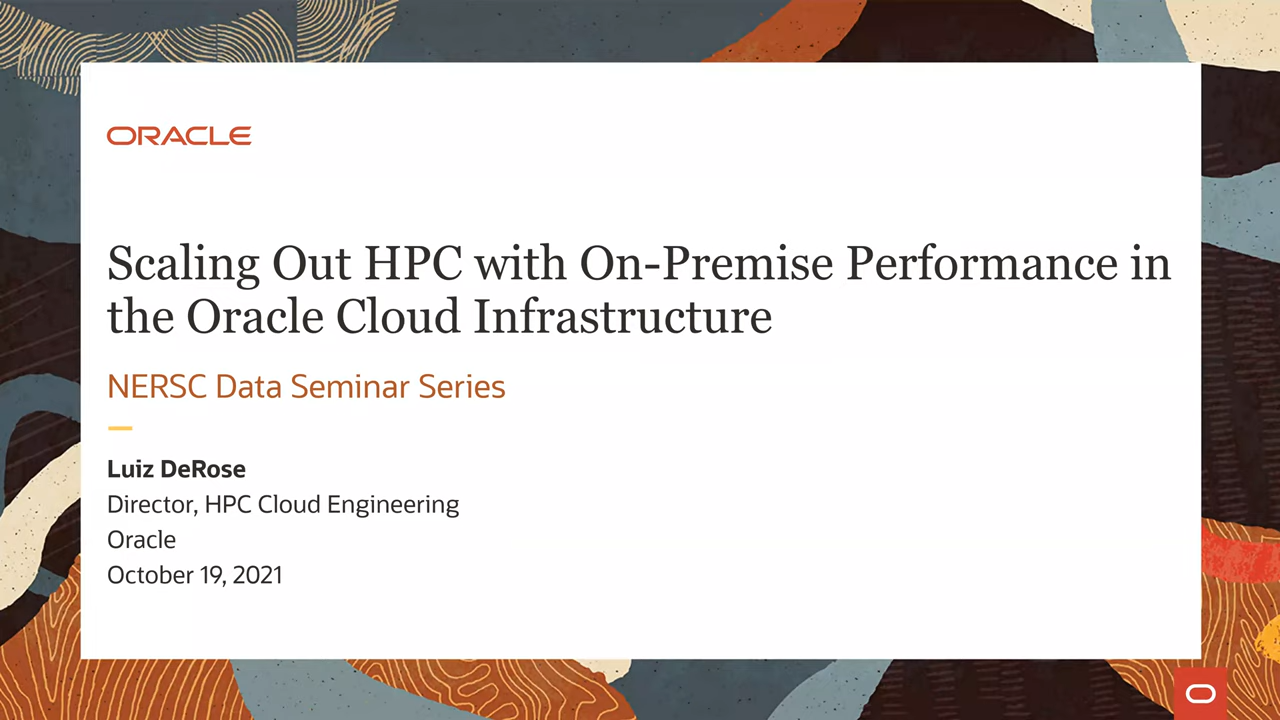 ORACLE
Scaling Out HPC with On-Premise Performance in
the Oracle Cloud Infrastructure
NERSC Data Seminar Series
Luiz DeRose
Director, HPC Cloud Engineering
Oracle
October 19, 2021